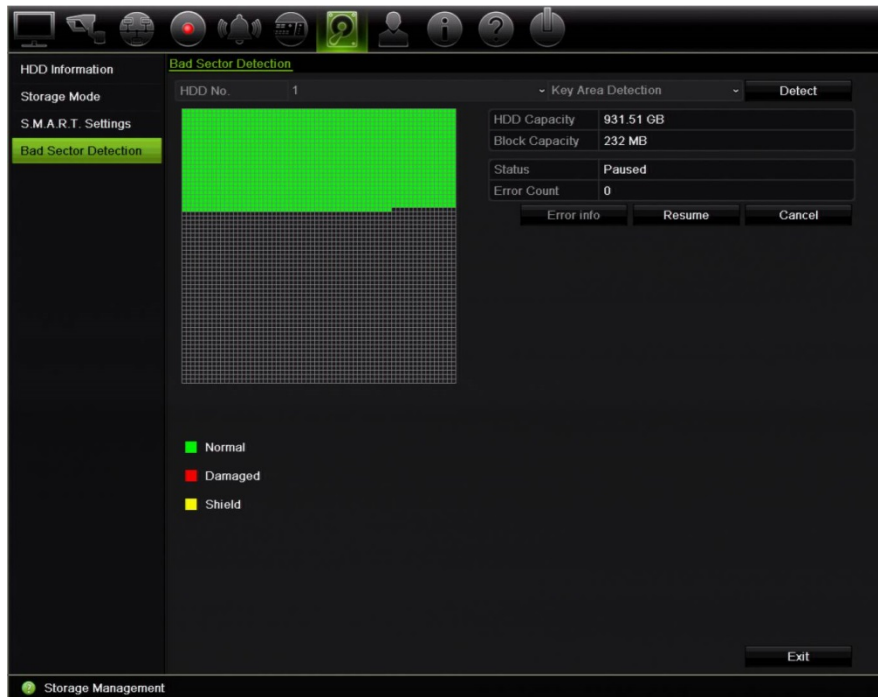 HDD Information
Storage Mode
S.M.A.R.T. Settings
Bad Sector Detection
Bad Sector Detection
HDD No. 1 Key Area Detection Detect
HDD Capacity 931.51 GB
Block Capacity 232 MB
Status Paused
Error Count 0
Error info Resume Cancel
Normal
Damaged
Shield
Exit
Storage Management